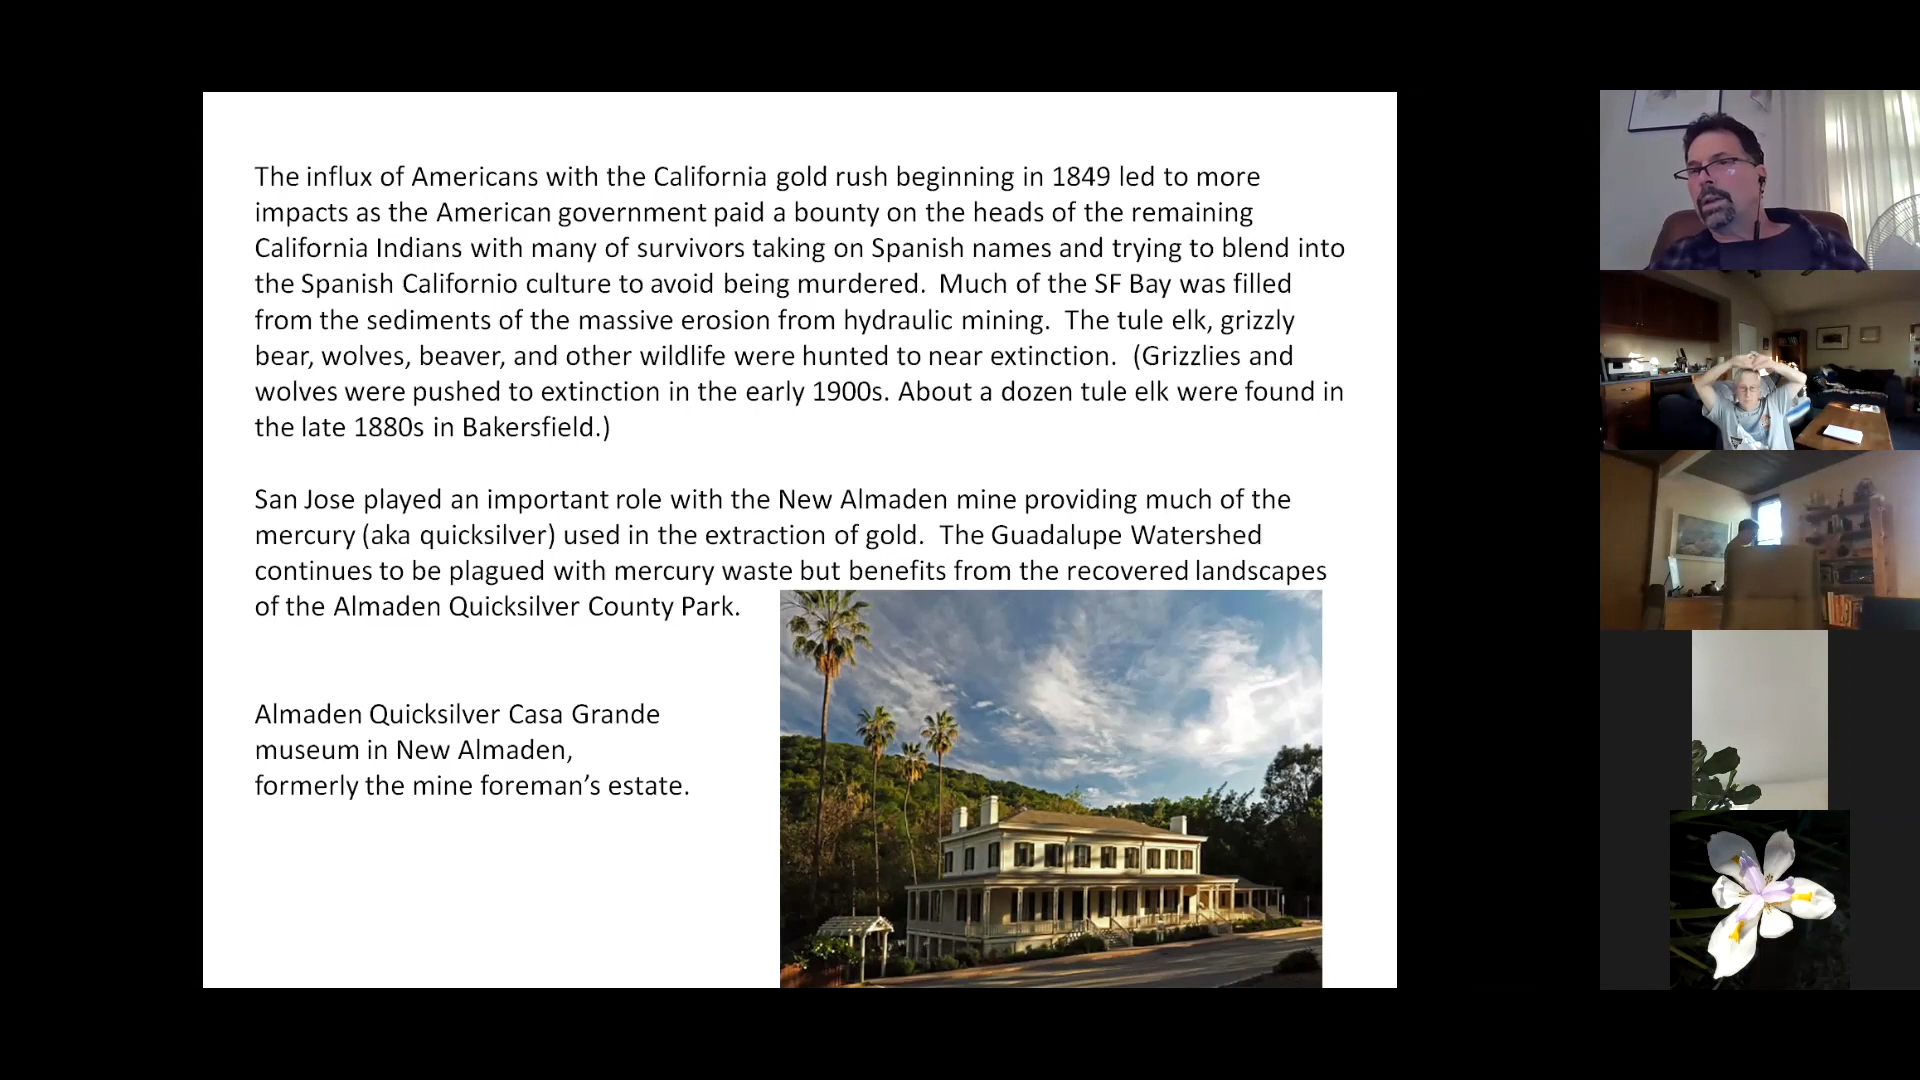 The influx of Americans with the California gold rush beginning in 1849 led to more
impacts as the American government paid a bounty on the heads of the remaining
California Indians with many of survivors taking on Spanish names and trying to blend into
the Spanish Californio culture to avoid being murdered.  Much of the SF Bay was filled
from the sediments of the massive erosion from hydraulic mining.  The tule elk, grizzly
bear, wolves, beaver, and other wildlife were hunted to near extinction.  (Grizzlies and
wolves were pushed to extinction in the early 1900s. About a dozen tule elk were found in
the late 1880s in Bakersfield.)
San Jose played an important role with the New Almaden mine providing much of the
mercury (aka quicksilver) used in the extraction of gold.  The Guadalupe Watershed
continues to be plagued with mercury waste but benefits from the recovered landscapes
of the Almaden Quicksilver County Park.
Almaden Quicksilver Casa Grande
museum in New Almaden,
formerly the mine foreman’s estate.